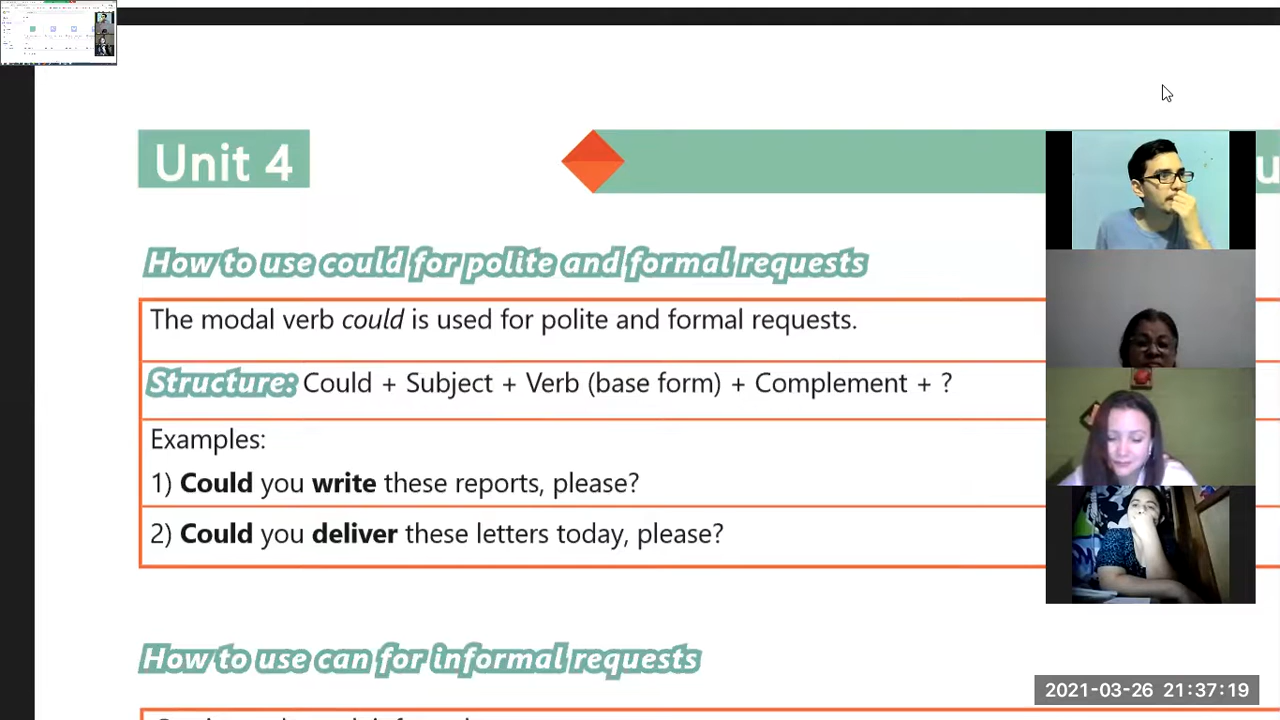 Unit 4
How to use could for polite and formal requests
The modal verb could is used for polite and formal requests.
Structure: Could + Subject + Verb (base form) + Complement + ?
Examples:
1) Could you write these reports, please?
2) Could you deliver these letters today, please?
How to use can for informal requests
2021-03-26 21:37:19